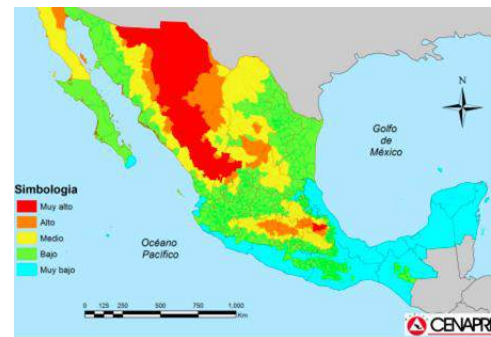 N
Golfo
de
México
Simbología
Muy alto
Alto
Medio
Bajo
Muy bajo
Océano
Pacífico
0 125 250 500 750 1,000
Km
CENAPRE